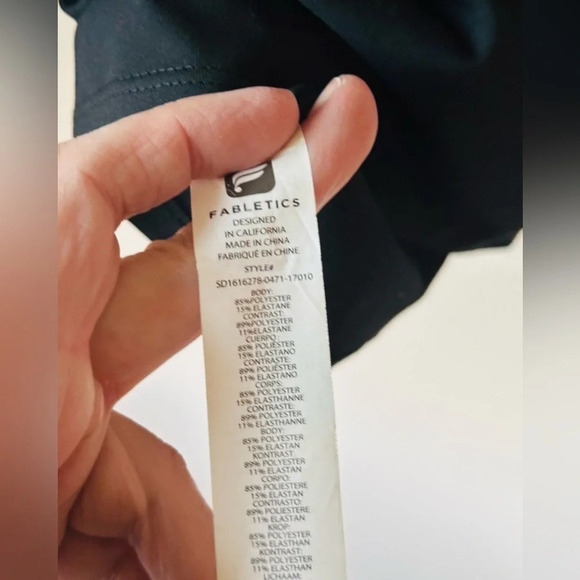 FABLETICS
DESIGNED
IN CALIFORNIA
MADE IN CHINA
FABRIQUÉ EN CHINE
STYLE#
SD1616278-0471-17010
BODY:
85%POLYESTER
15% ELASTANE
CONTRAST:
89%POLYESTER
11%ELASTANE
CUERPO:
85% POLIÉSTER
15% ELASTANO
CONTRASTE:
89% POLIÉSTER
11% ELASTANO
CORPS:
85% POLYESTER
15% ELASTHANNE
CONTRASTE:
89% POLYESTER
11% ELASTHANNE
BODY:
85% POLYESTER
15% ELASTAN
KONTRAST:
89% POLYESTER
11% ELASTAN
CORPO:
85% POLIESTERE
15% ELASTAN
CONTRASTO:
89% POLIESTERE
11% ELASTAN
KROP:
85% POLYESTER
15% ELASTHAN
KONTRAST:
89% POLYESTER
11% ELASTHAN
LICHAAM: